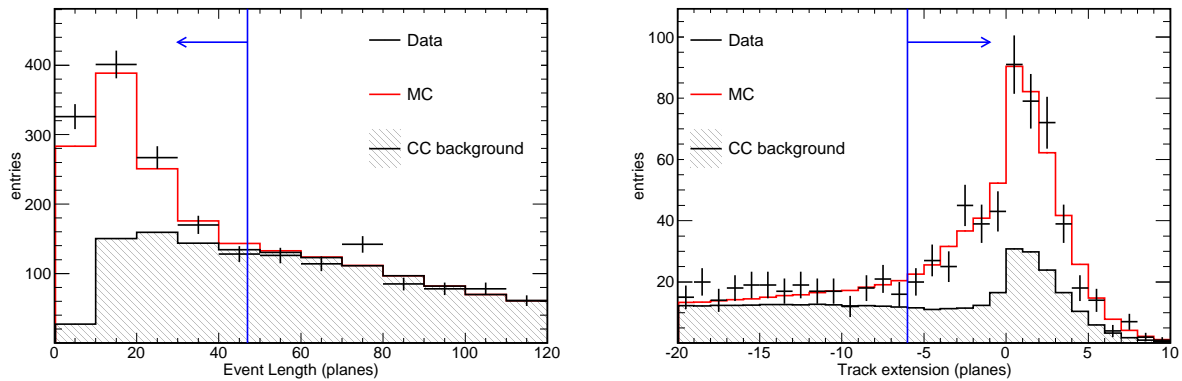 entries
400
300
200
100
Data
MC
CC background
0 20 40 60 80 100 120
Event Length (planes)
entries
100
80
60
40
20
Data
MC
CC background
-20 -15 -10 -5 0 5 10
Track extension (planes)